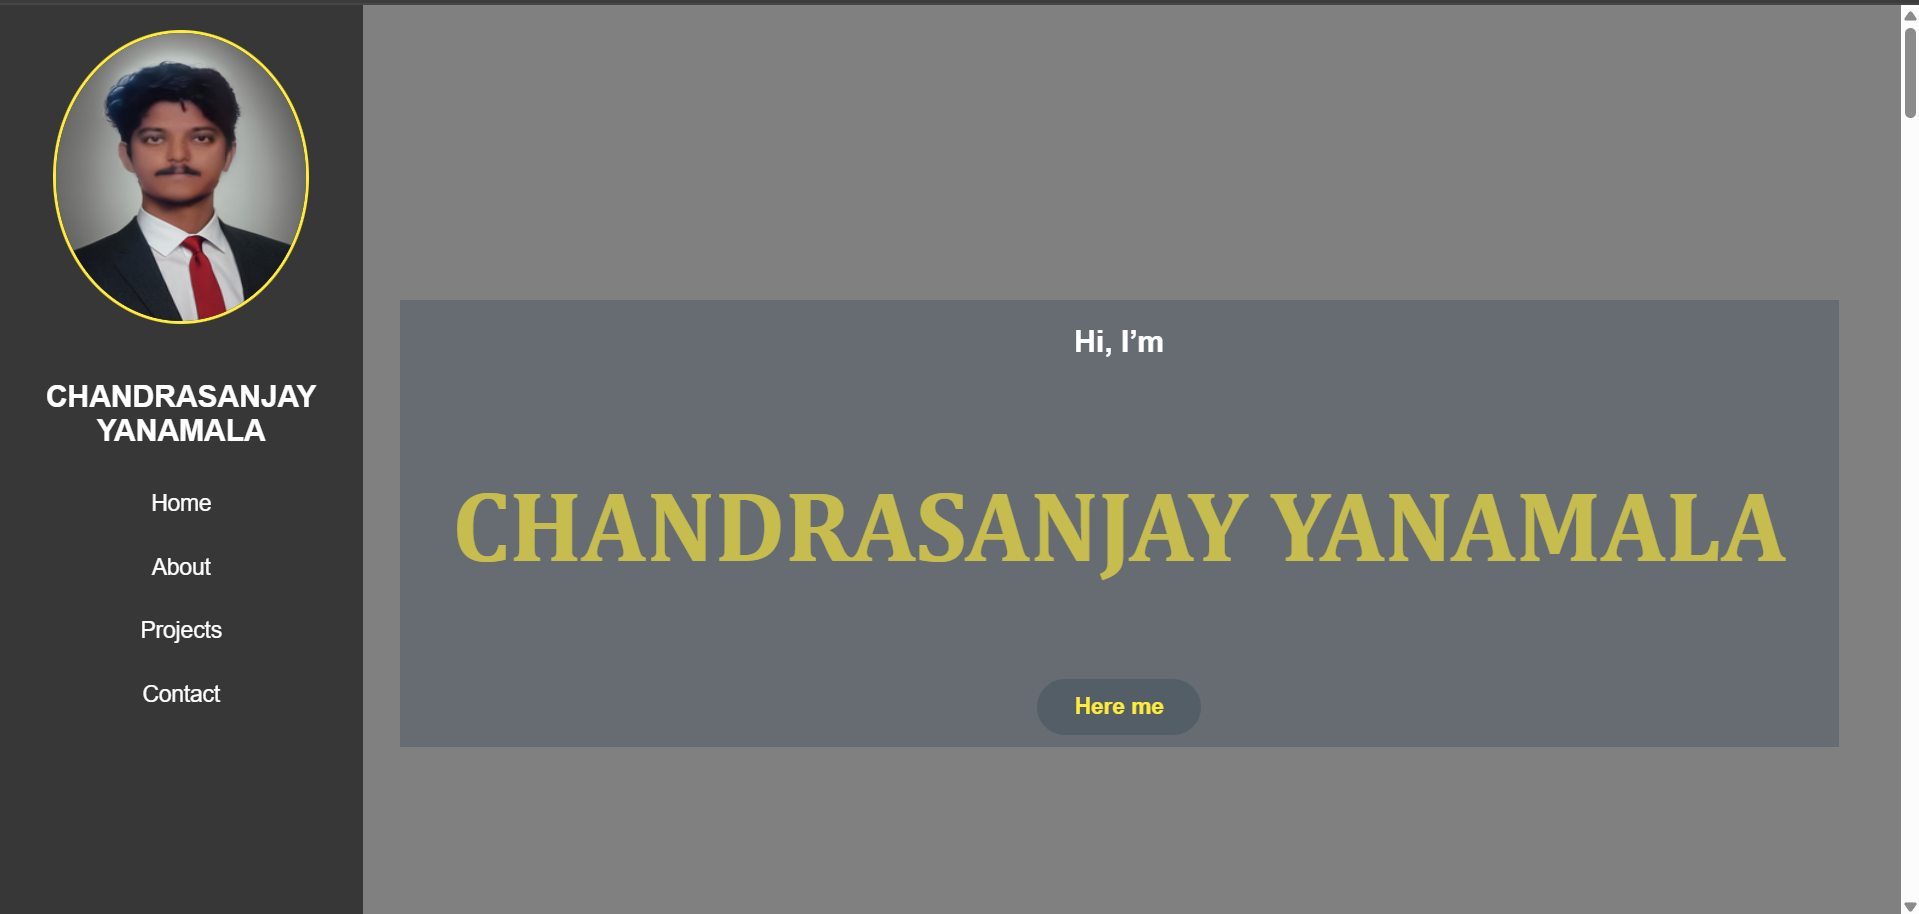 CHANDRASANJAY
YANAMALA
Home
About
Projects
Contact
Hi, I’m
CHANDRASANJAY YANAMALA
Here me